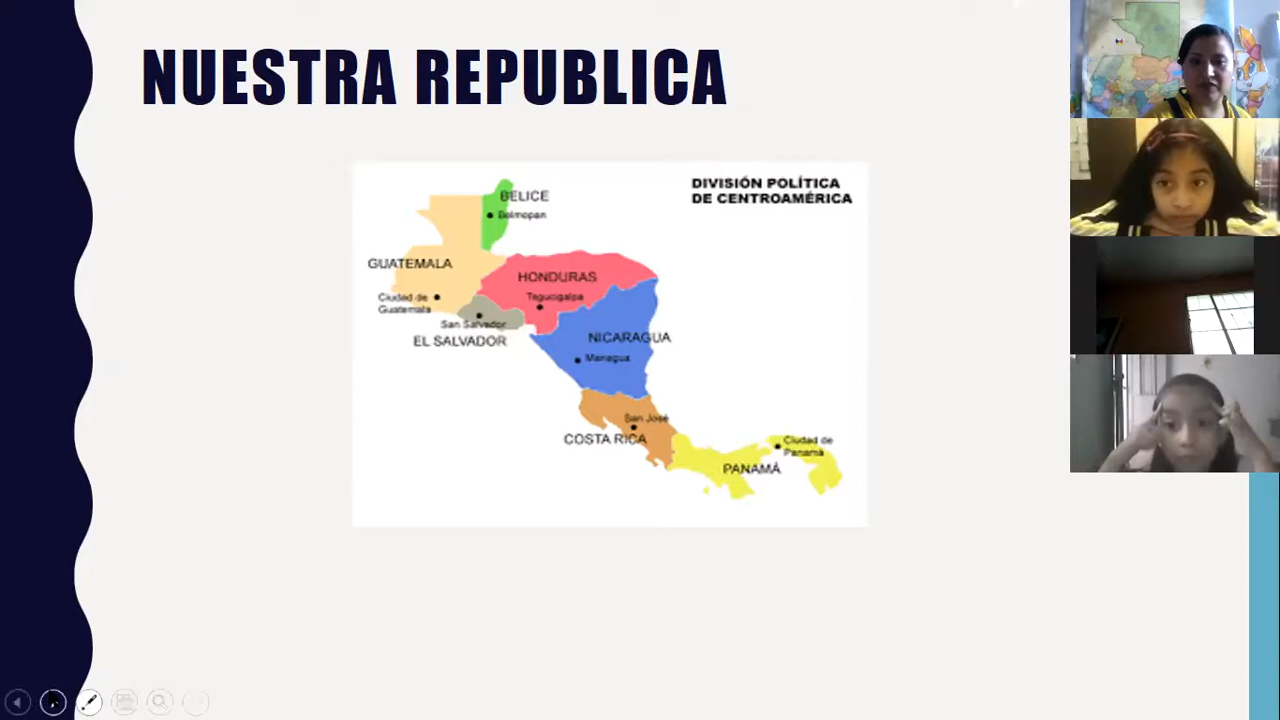 NUESTRA REPUBLICA
DIVISIÓN POLÍTICA
DE CENTROAMÉRICA
BELICE
Belmopan
GUATEMALA
Ciudad de
Guatemala
HONDURAS
Tegucigalpa
San Salvador
EL SALVADOR
NICARAGUA
Managua
San José
COSTA RICA
Ciudad de
Panamá
PANAMÁ